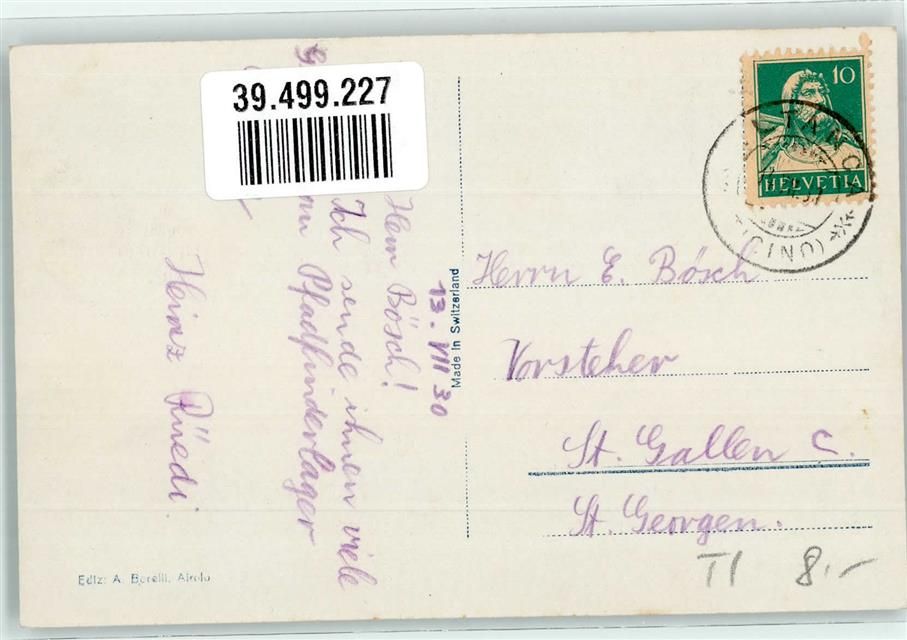 39.499.227
10
HELVETIA
13. VII 30
Herr Bösch!
Ich sende ihnen viele
Pfadfinderlager
Heinz Rüedi.
Made in Switzerland
Herrn E. Bösch
Vorsteher
St. Gallen C.
St. Georgen.
Ediz: A. Borelli, Airolo
TI 8.-